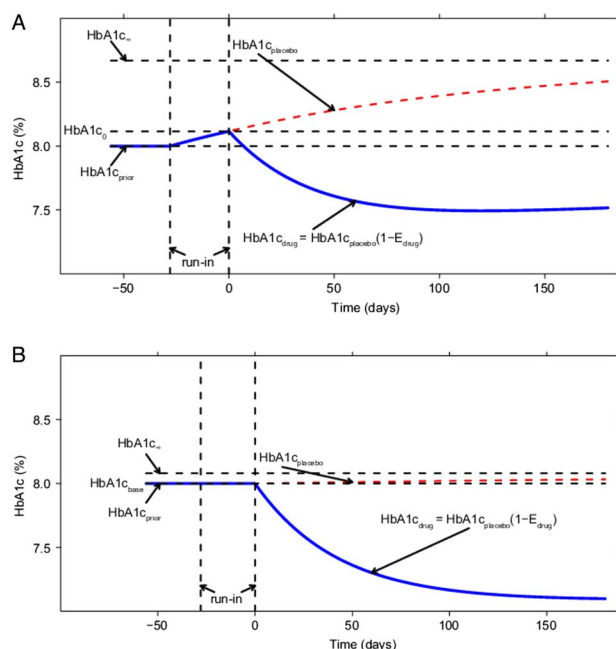 A
HbA1c∞
HbA1cplacebo
8.5
HbA1c0
8.0
HbA1cprior
HbA1c (%)
7.5
HbA1cdrug = HbA1cplacebo(1−Edrug)
run-in
−50
0
50
100
150
Time (days)
B
8.5
HbA1c∞
HbA1cplacebo
HbA1cbase
8.0
HbA1cprior
HbA1c (%)
HbA1cdrug = HbA1cplacebo(1−Edrug)
7.5
run-in
−50
0
50
100
150
Time (days)